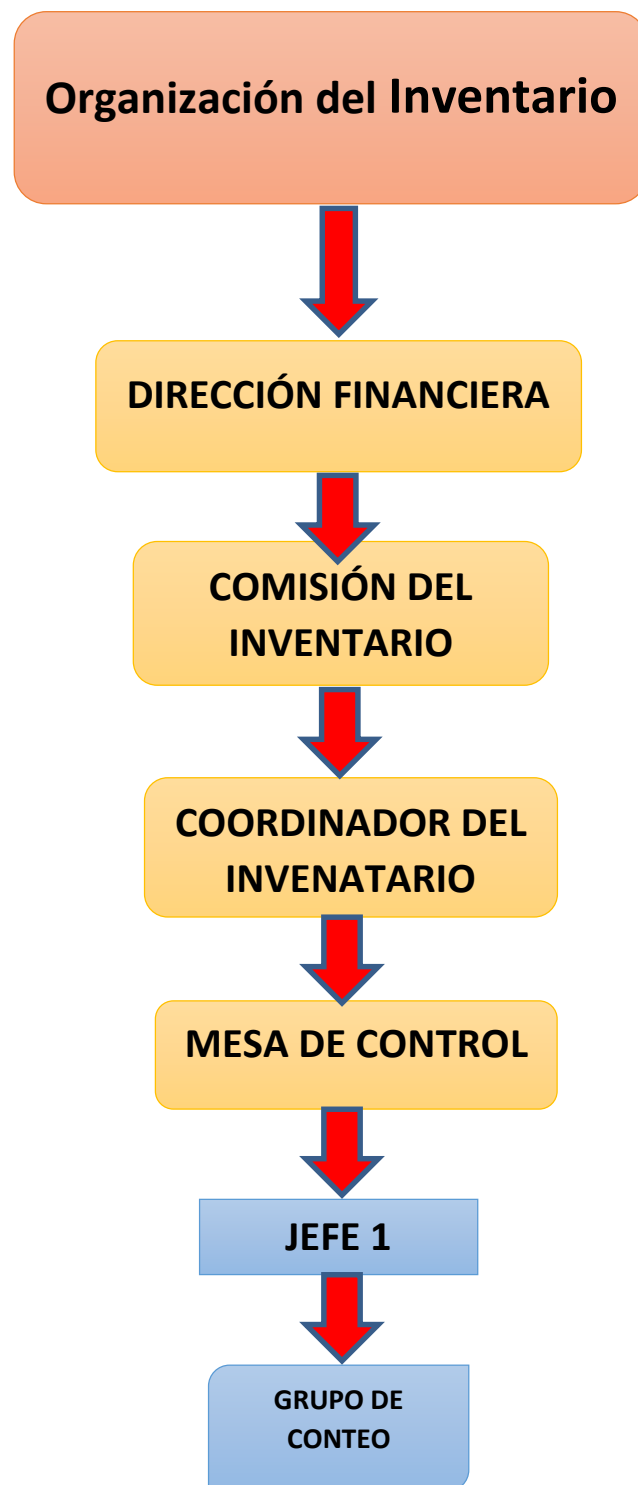 Organización del Inventario
DIRECCIÓN FINANCIERA
COMISIÓN DEL
INVENTARIO
COORDINADOR DEL
INVENATARIO
MESA DE CONTROL
JEFE 1
GRUPO DE
CONTEO